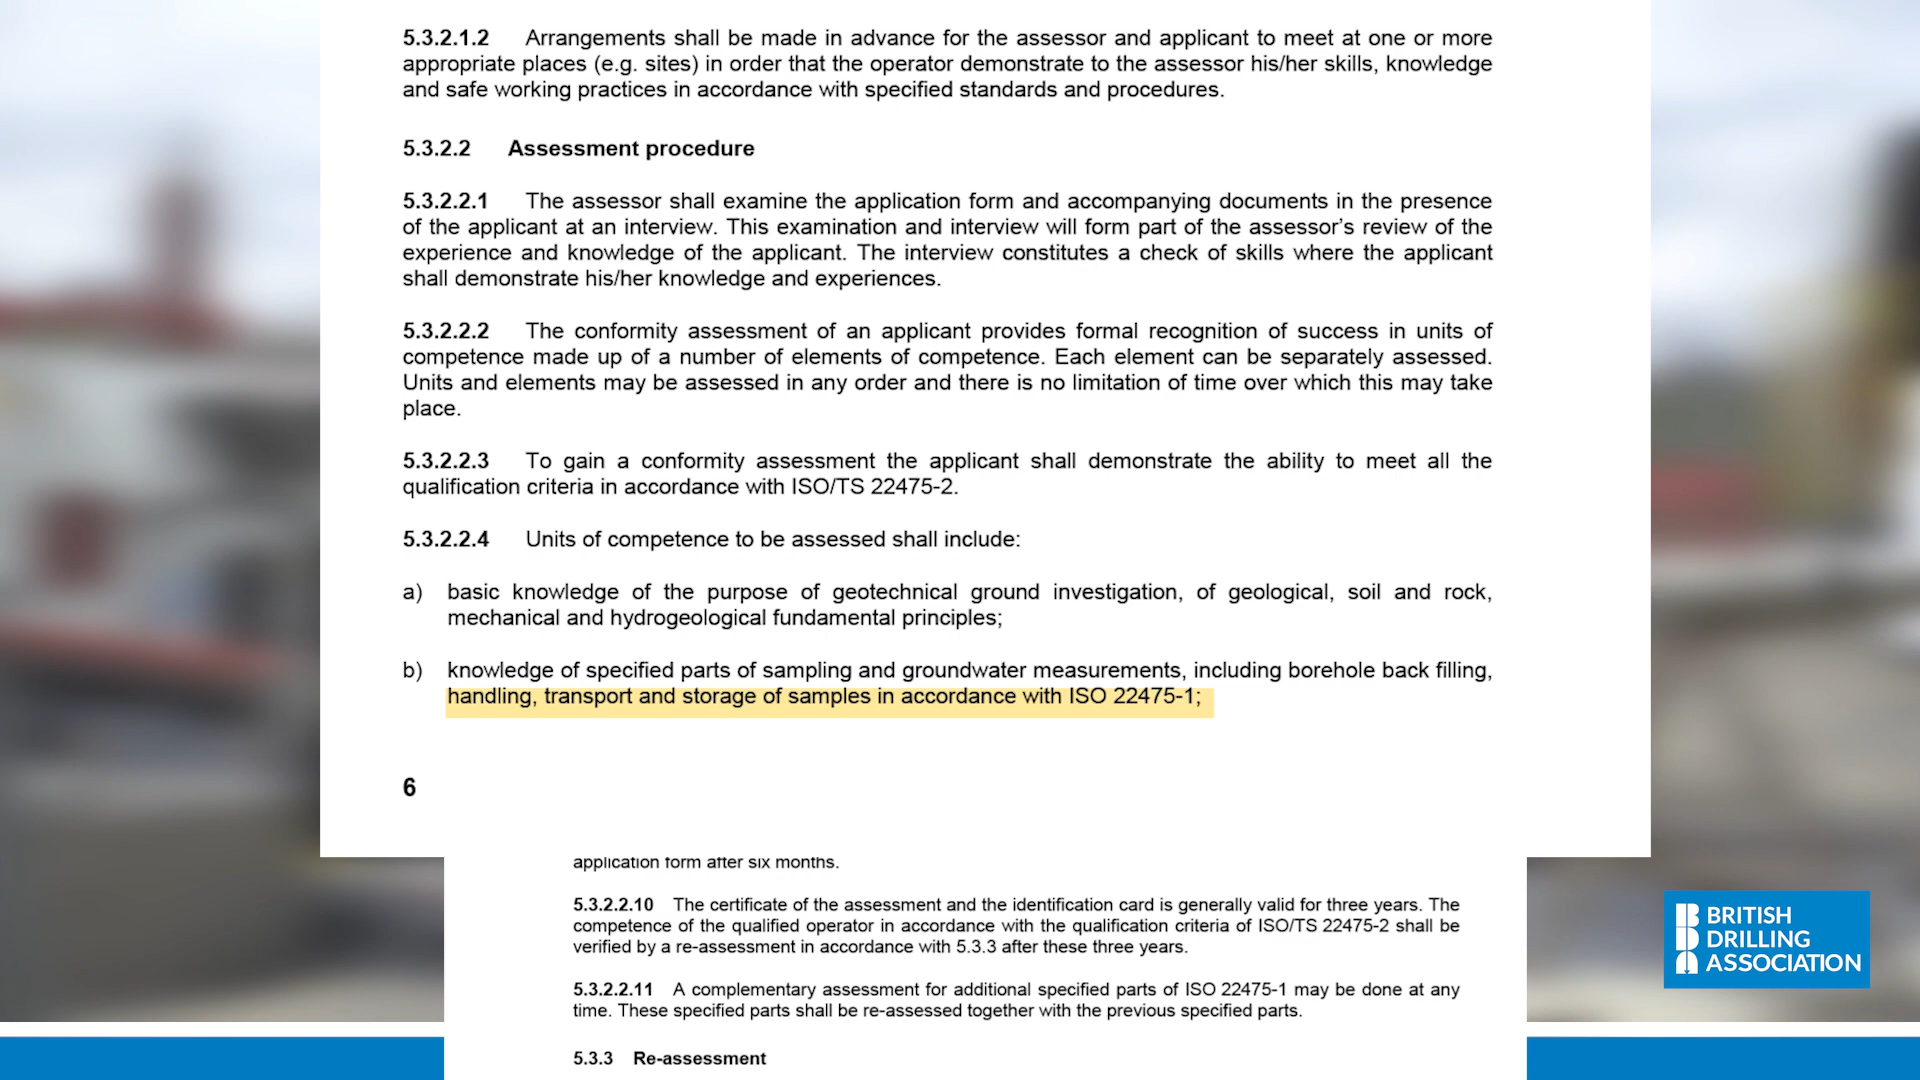 5.3.2.1.2 Arrangements shall be made in advance for the assessor and applicant to meet at one or more
appropriate places (e.g. sites) in order that the operator demonstrate to the assessor his/her skills, knowledge
and safe working practices in accordance with specified standards and procedures.
5.3.2.2 Assessment procedure
5.3.2.2.1 The assessor shall examine the application form and accompanying documents in the presence
of the applicant at an interview. This examination and interview will form part of the assessor’s review of the
experience and knowledge of the applicant. The interview constitutes a check of skills where the applicant
shall demonstrate his/her knowledge and experiences.
5.3.2.2.2 The conformity assessment of an applicant provides formal recognition of success in units of
competence made up of a number of elements of competence. Each element can be separately assessed.
Units and elements may be assessed in any order and there is no limitation of time over which this may take
place.
5.3.2.2.3 To gain a conformity assessment the applicant shall demonstrate the ability to meet all the
qualification criteria in accordance with ISO/TS 22475-2.
5.3.2.2.4 Units of competence to be assessed shall include:
a) basic knowledge of the purpose of geotechnical ground investigation, of geological, soil and rock,
mechanical and hydrogeological fundamental principles;
b) knowledge of specified parts of sampling and groundwater measurements, including borehole back filling,
handling, transport and storage of samples in accordance with ISO 22475-1;
6
application form after six months.
5.3.2.2.10 The certificate of the assessment and the identification card is generally valid for three years. The
competence of the qualified operator in accordance with the qualification criteria of ISO/TS 22475-2 shall be
verified by a re-assessment in accordance with 5.3.3 after these three years.
5.3.2.2.11 A complementary assessment for additional specified parts of ISO 22475-1 may be done at any
time. These specified parts shall be re-assessed together with the previous specified parts.
5.3.3 Re-assessment
BRITISH
DRILLING
ASSOCIATION